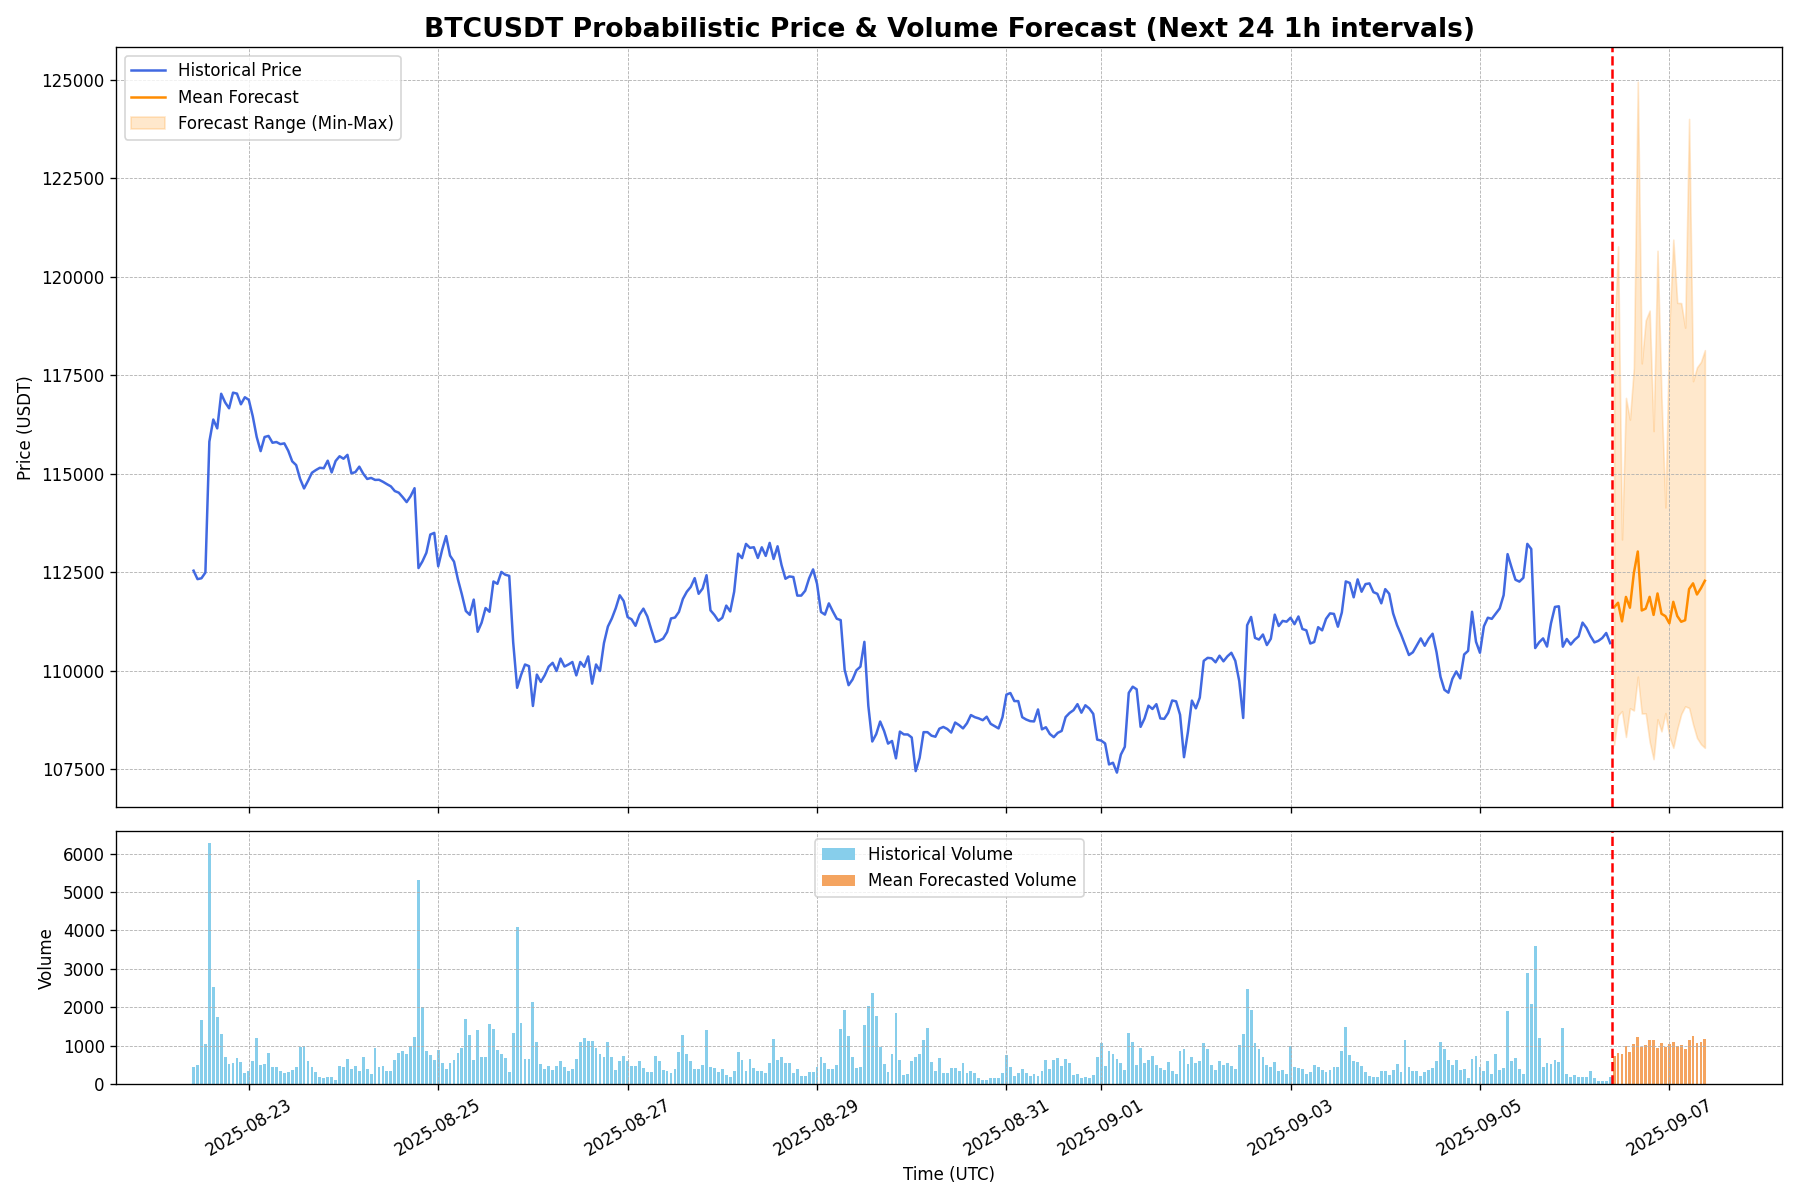 BTCUSDT Probabilistic Price & Volume Forecast (Next 24 1h intervals)
Historical Price
Mean Forecast
Forecast Range (Min-Max)
125000
122500
120000
117500
115000
112500
110000
107500
Price (USDT)
Historical Volume
Mean Forecasted Volume
6000
5000
4000
3000
2000
1000
0
Volume
2025-08-23
2025-08-25
2025-08-27
2025-08-29
2025-08-31
2025-09-01
2025-09-03
2025-09-05
2025-09-07
Time (UTC)